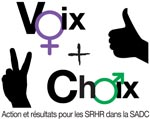 Voix
+
Choix
Action et résultats pour les SRHR dans la SADC